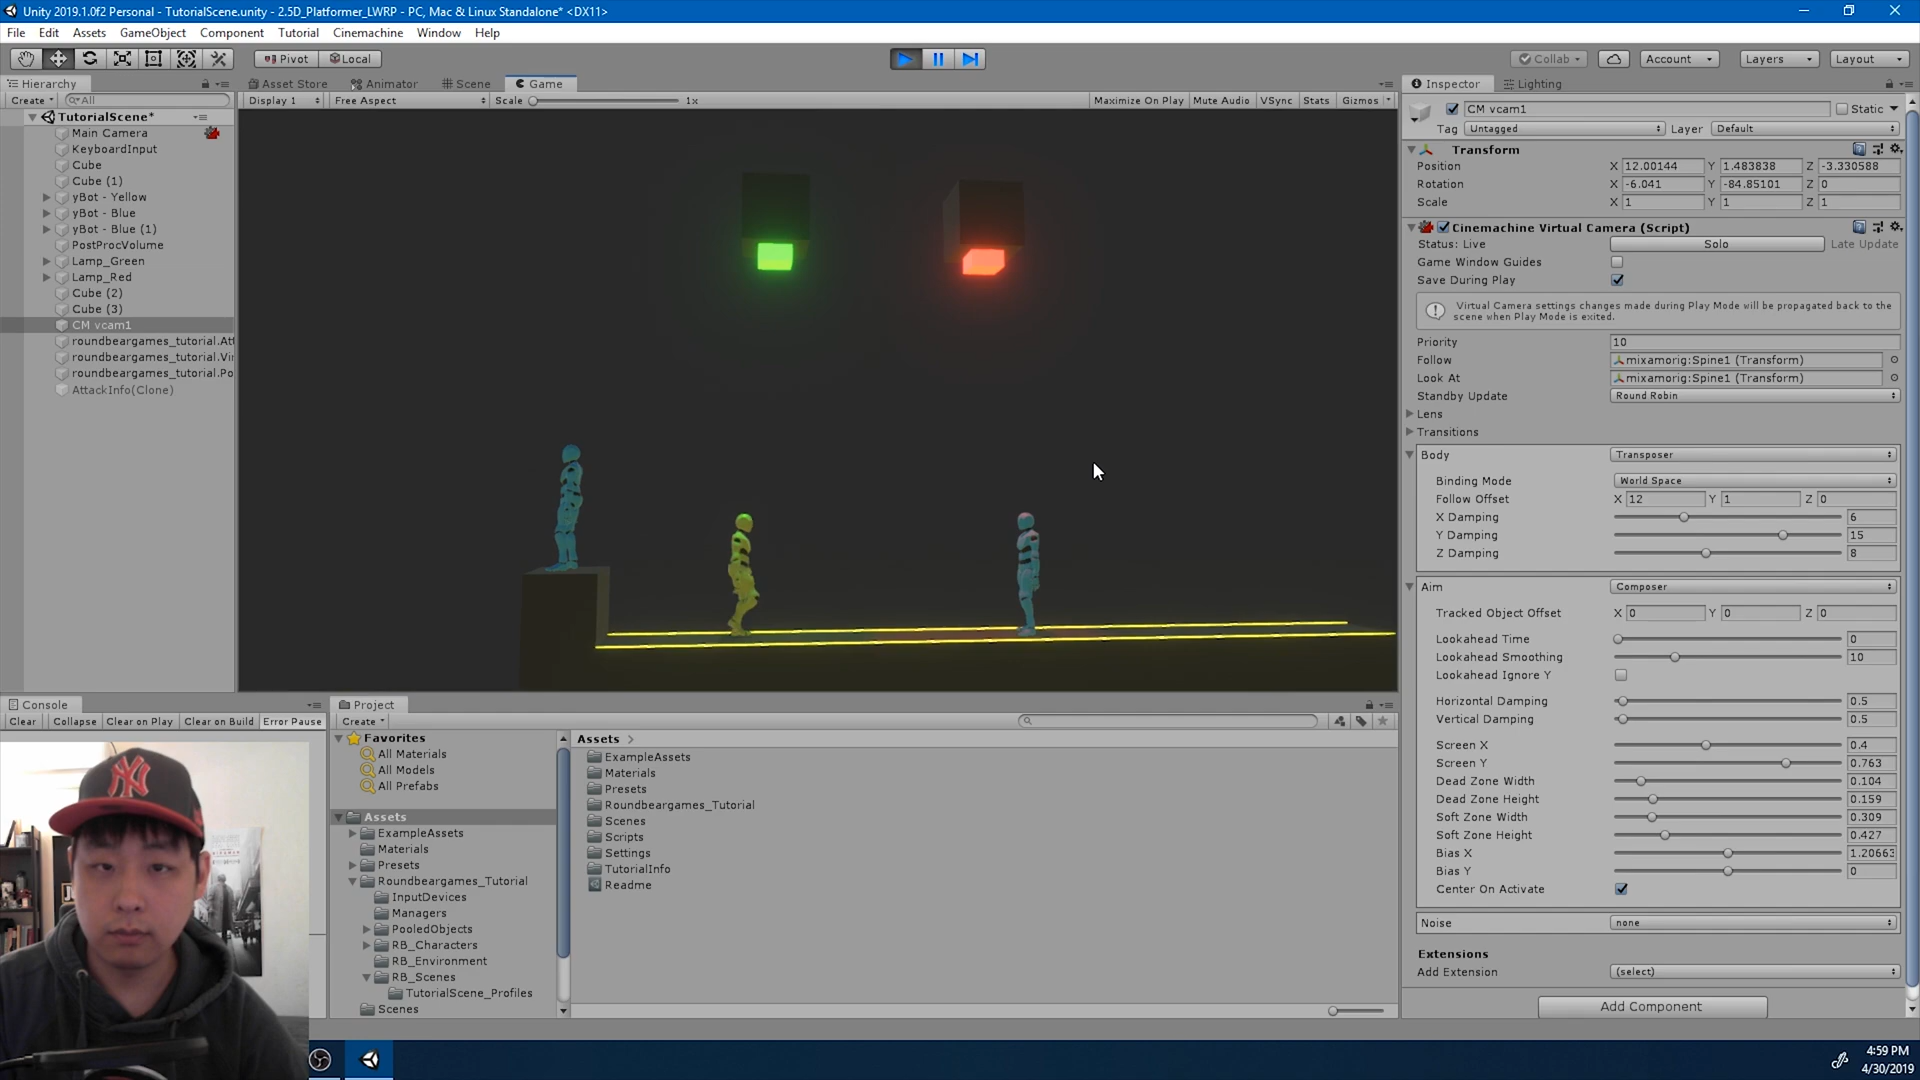 Unity 2019.1.0f2 Personal - TutorialScene.unity - 2.5D_Platformer_LWRP - PC, Mac & Linux Standalone* <DX11>
File Edit Assets GameObject Component Tutorial Cinemachine Window Help
Pivot Local Collab Account Layers Layout
Hierarchy
Create All
TutorialScene*
Main Camera
KeyboardInput
Cube
Cube (1)
yBot - Yellow
yBot - Blue
yBot - Blue (1)
PostProcVolume
Lamp_Green
Lamp_Red
Cube (2)
Cube (3)
CM vcam1
roundbeargames_tutorial.Att
roundbeargames_tutorial.Vi
roundbeargames_tutorial.Po
AttackInfo(Clone)
Asset Store Animator Scene Game
Display 1 Free Aspect Scale 1x Maximize On Play Mute Audio VSync Stats Gizmos
Inspector Lighting
CM vcam1 Static
Tag Untagged Layer Default
Transform
Position X 12.00144 Y 1.483838 Z -3.330588
Rotation X -6.041 Y -84.85101 Z 0
Scale X 1 Y 1 Z 1
Cinemachine Virtual Camera (Script)
Status: Live Solo Late Update
Game Window Guides
Save During Play
Virtual Camera settings changes made during Play Mode will be propagated back to the
scene when Play Mode is exited.
Priority 10
Follow mixamorig:Spine1 (Transform)
Look At mixamorig:Spine1 (Transform)
Standby Update Round Robin
Lens
Transitions
Body Transposer
Binding Mode World Space
Follow Offset X 12 Y 1 Z 0
X Damping 6
Y Damping 15
Z Damping 8
Aim Composer
Tracked Object Offset X 0 Y 0 Z 0
Lookahead Time 0
Lookahead Smoothing 10
Lookahead Ignore Y
Horizontal Damping 0.5
Vertical Damping 0.5
Screen X 0.4
Screen Y 0.763
Dead Zone Width 0.104
Dead Zone Height 0.159
Soft Zone Width 0.309
Soft Zone Height 0.427
Bias X 1.20663
Bias Y 0
Center On Activate
Noise none
Extensions
Add Extension (select)
Add Component
Console
Clear Collapse Clear on Play Clear on Build Error Pause
Project
Create
Favorites
All Materials
All Models
All Prefabs
Assets
ExampleAssets
Materials
Presets
Roundbeargames_Tutorial
InputDevices
Managers
PooledObjects
RB_Characters
RB_Environment
RB_Scenes
TutorialScene_Profiles
Scenes
Assets
ExampleAssets
Materials
Presets
Roundbeargames_Tutorial
Scenes
Scripts
Settings
TutorialInfo
Readme
4:59 PM
4/30/2019